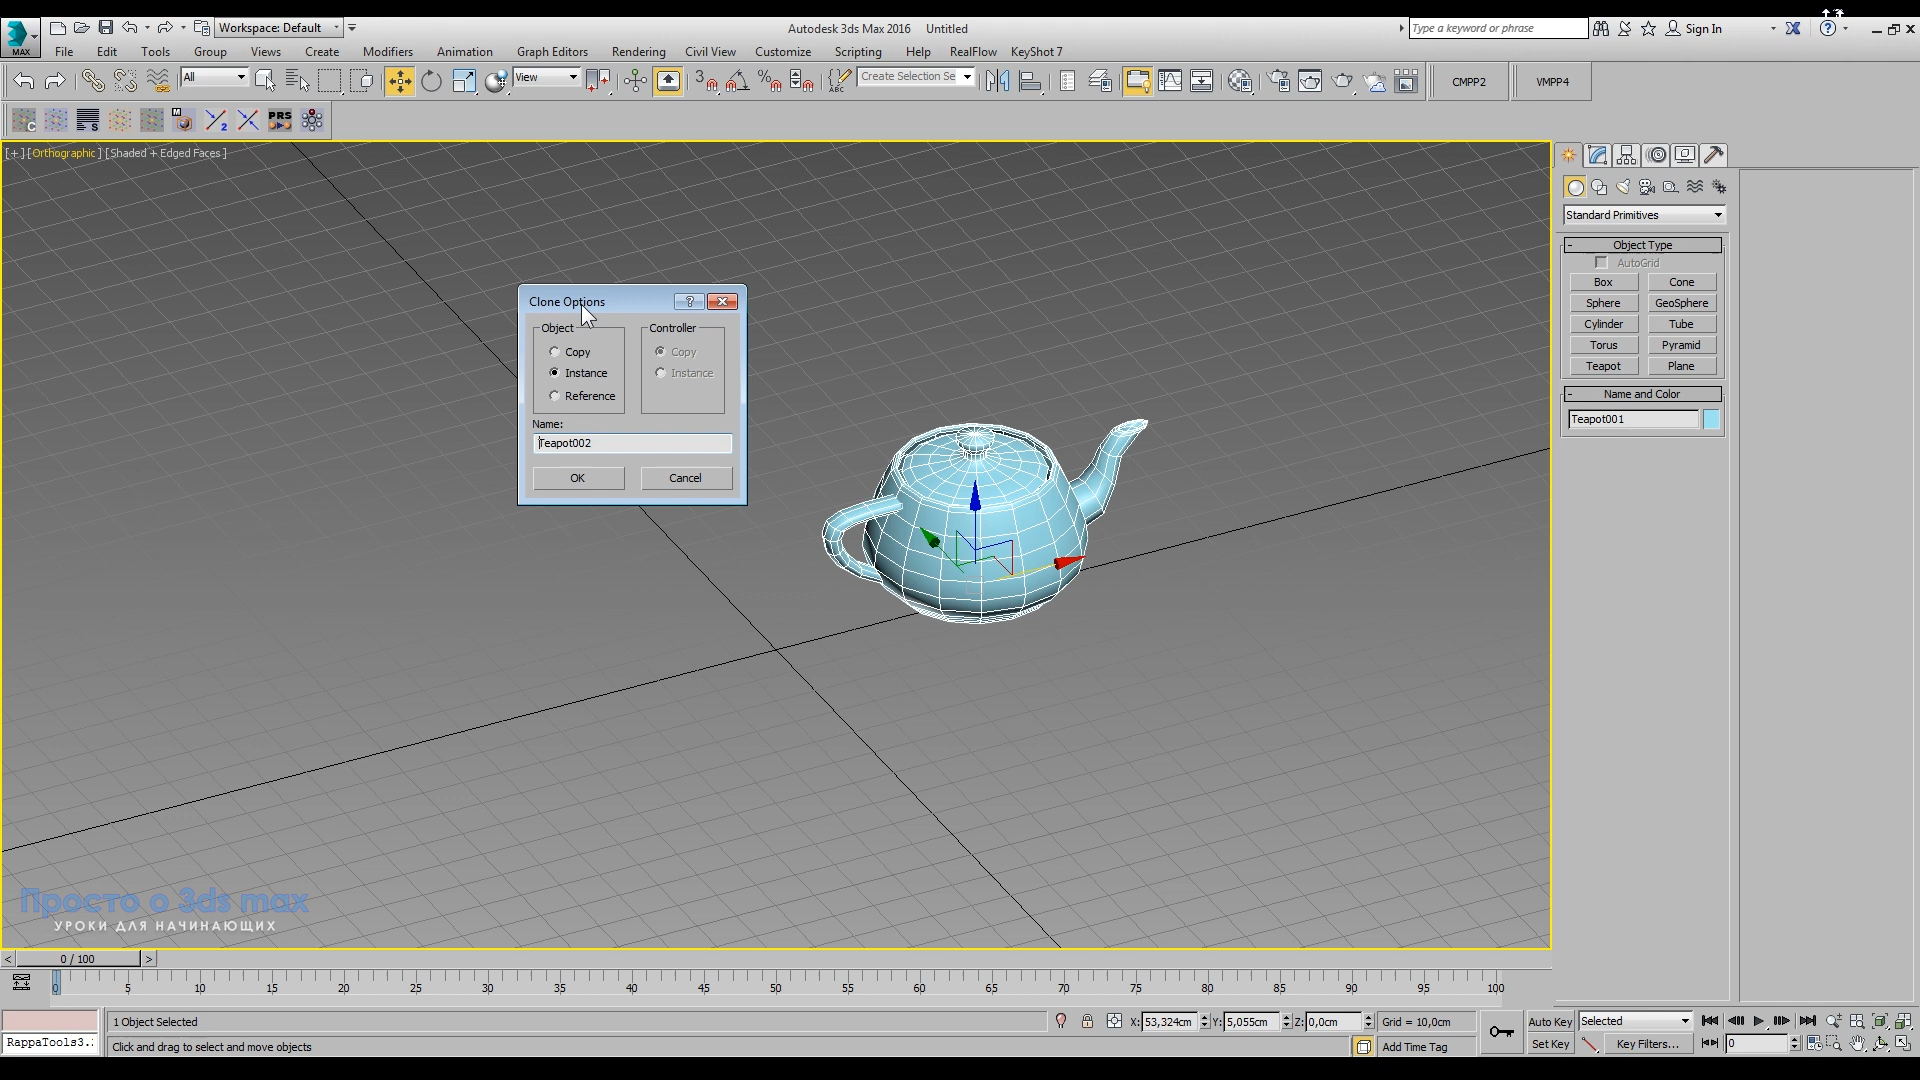 Workspace: Default
Autodesk 3ds Max 2016 Untitled
Type a keyword or phrase
Sign In
MAX
File Edit Tools Group Views Create Modifiers Animation Graph Editors Rendering Civil View Customize Scripting Help RealFlow KeyShot 7
All
View
3
Create Selection Se
CMPP2
VMPP4
PRS
[+] [Orthographic] [Shaded + Edged Faces]
Clone Options
Object
Controller
Copy
Copy
Instance
Instance
Reference
Name:
Teapot002
OK
Cancel
Standard Primitives
- Object Type
AutoGrid
Box Cone
Sphere GeoSphere
Cylinder Tube
Torus Pyramid
Teapot Plane
- Name and Color
Teapot001
Просто о 3ds max
УРОКИ ДЛЯ НАЧИНАЮЩИХ
< 0 / 100 >
0 5 10 15 20 25 30 35 40 45 50 55 60 65 70 75 80 85 90 95 100
1 Object Selected
X: 53,324cm Y: 5,055cm Z: 0,0cm
Grid = 10,0cm
Auto Key
Selected
RappaTools3.
Click and drag to select and move objects
Add Time Tag
Set Key
Key Filters...
0